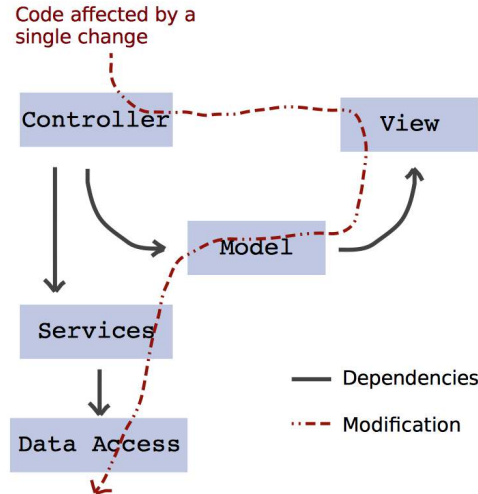 Code affected by a
single change
Controller
View
Model
Services
Dependencies
Modification
Data Access